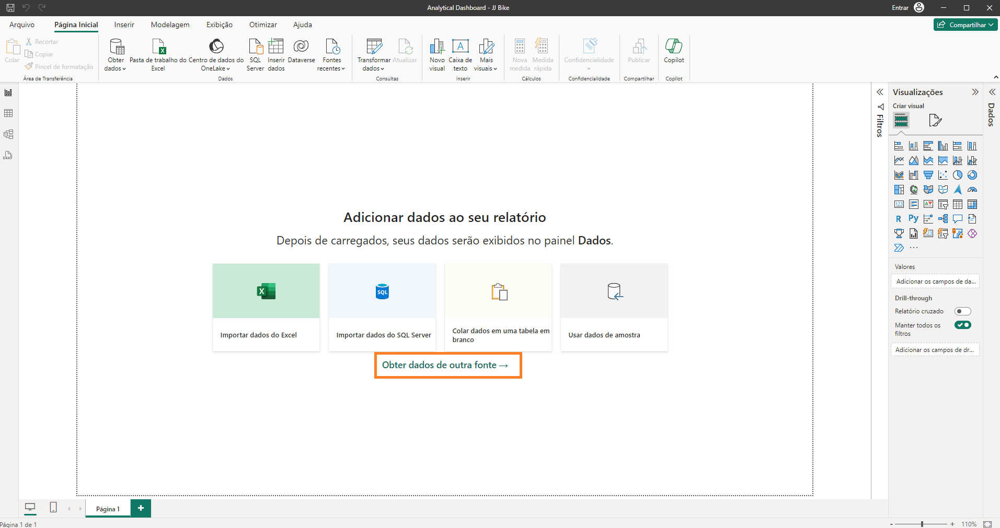 Analytical Dashboard - JJ Bike
Entrar
Arquivo
Página Inicial
Inserir
Modelagem
Exibição
Otimizar
Ajuda
Compartilhar
Colar
Recortar
Copiar
Pincel de formatação
Área de Transferência
Obter
dados
Pasta de trabalho do
Excel
Centro de dados do
OneLake
SQL
Server
Inserir
dados
Dataverse
Fontes
recentes
Dados
Transformar
dados
Atualizar
Consultas
Novo
visual
A
Caixa de
texto
Mais
visuais
Inserir
Nova
medida
Medida
rápida
Cálculos
Confidencialidade
Confidencialidade
Publicar
Compartilhar
Copilot
Copilot
DAX
Adicionar dados ao seu relatório
Depois de carregados, seus dados serão exibidos no painel Dados.
X
SQL
Importar dados do Excel
Importar dados do SQL Server
Colar dados em uma tabela em
branco
Usar dados de amostra
Obter dados de outra fonte →
Filtros
Visualizações
Criar visual
123
R
Py
123
...
Valores
Adicionar os campos de da...
Drill-through
Relatório cruzado
Manter todos os
filtros
Adicionar os campos de dr...
Dados
Página 1
+
Página 1 de 1
- + 110%